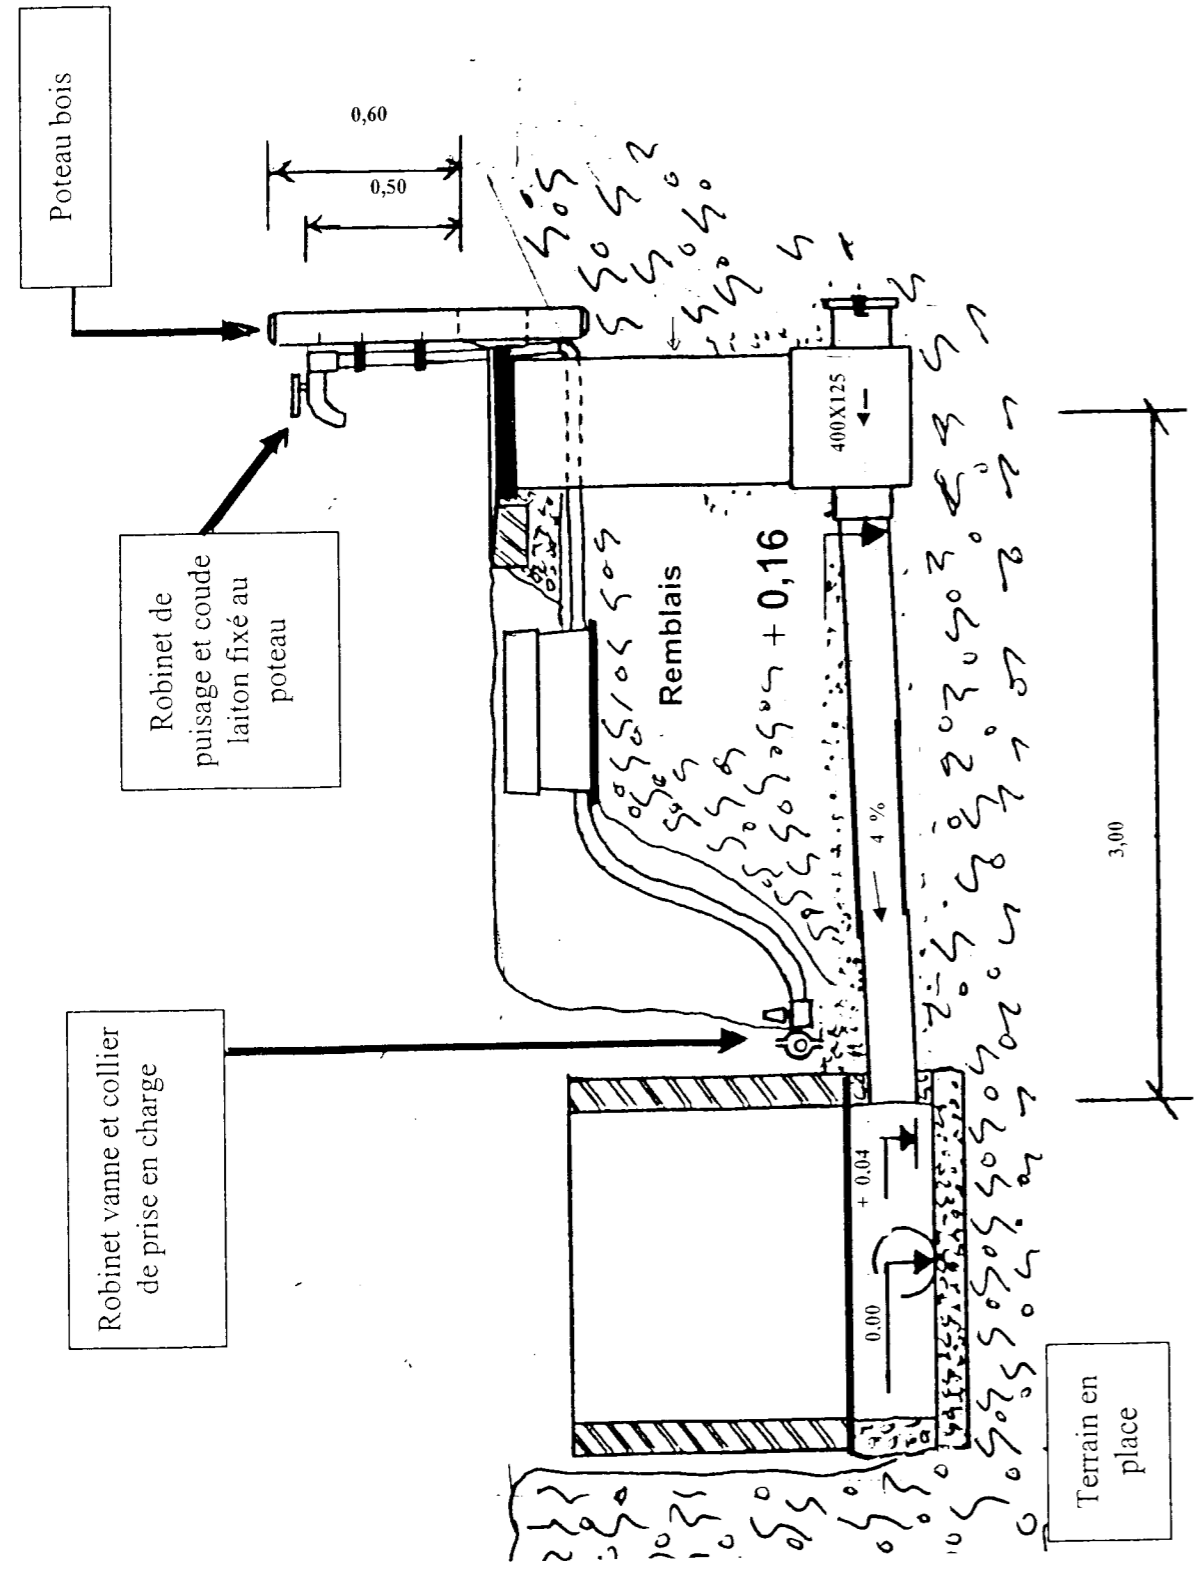 Poteau bois
0,60
0,50
Robinet de
puisage et coude
laiton fixé au
poteau
400X125
Remblais
+ 0,16
4 %
3,00
Robinet vanne et collier
de prise en charge
+ 0.04
0.00
Terrain en
place